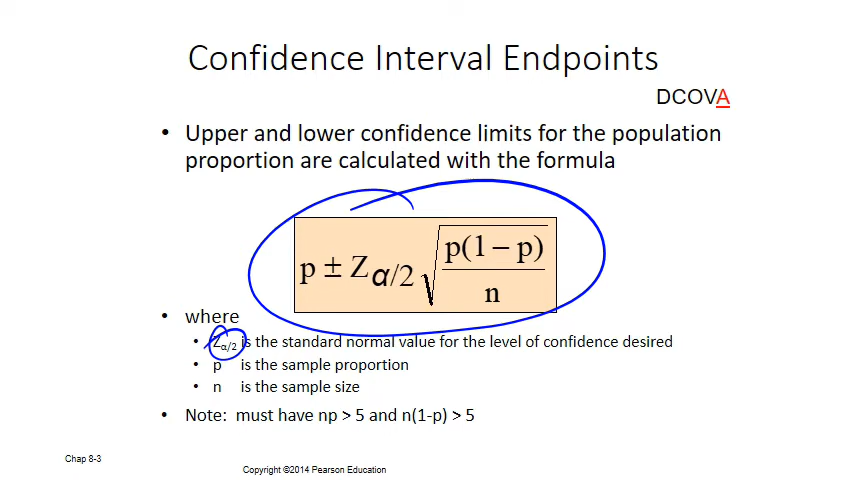 Confidence Interval Endpoints
DCOVA
• Upper and lower confidence limits for the population
proportion are calculated with the formula
p ± Zα/2 √(p(1 − p)/n)
• where
• Zα/2 is the standard normal value for the level of confidence desired
• p is the sample proportion
• n is the sample size
• Note: must have np > 5 and n(1-p) > 5
Chap 8-3
Copyright ©2014 Pearson Education